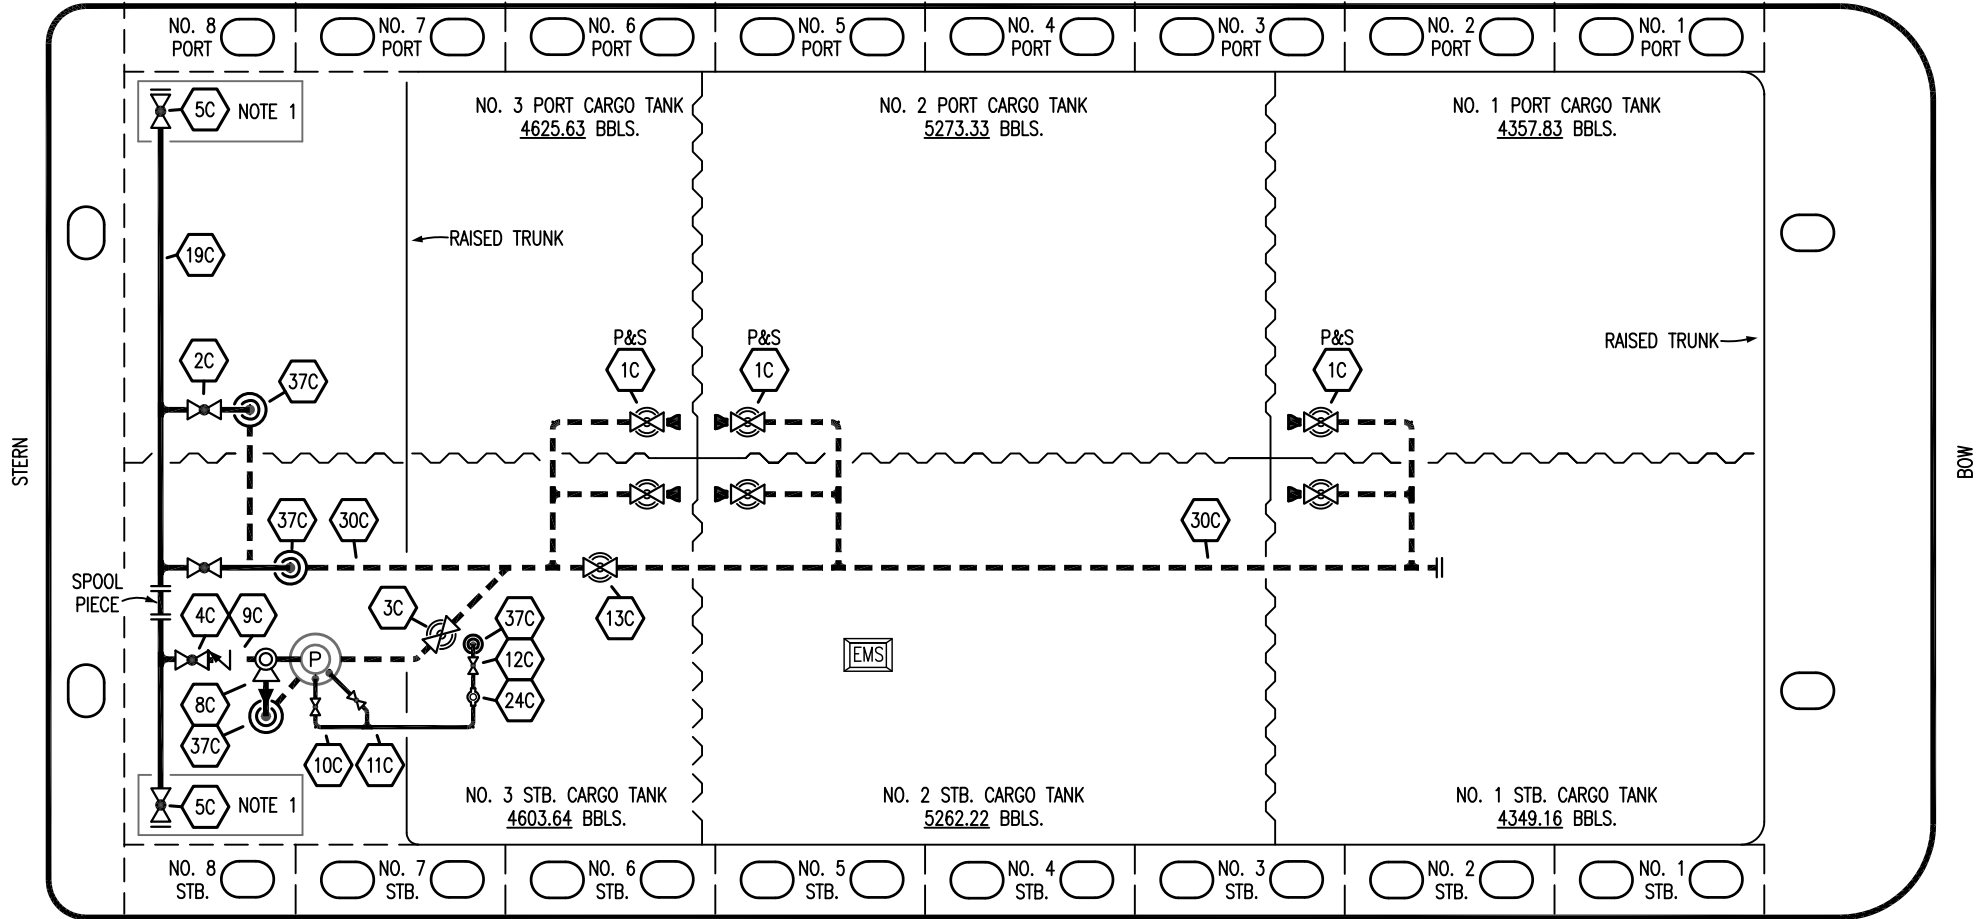 NO. 8
PORT
NO. 7
PORT
NO. 6
PORT
NO. 5
PORT
NO. 4
PORT
NO. 3
PORT
NO. 2
PORT
NO. 1
PORT
5C
NOTE 1
NO. 3 PORT CARGO TANK
4625.63 BBLS.
NO. 2 PORT CARGO TANK
5273.33 BBLS.
NO. 1 PORT CARGO TANK
4357.83 BBLS.
RAISED TRUNK
19C
2C
37C
P&S
1C
P&S
1C
P&S
1C
RAISED TRUNK
STERN
BOW
37C
30C
30C
SPOOL
PIECE
4C
9C
3C
37C
13C
P
12C
EMS
8C
24C
37C
10C
11C
5C
NOTE 1
NO. 3 STB. CARGO TANK
4603.64 BBLS.
NO. 2 STB. CARGO TANK
5262.22 BBLS.
NO. 1 STB. CARGO TANK
4349.16 BBLS.
NO. 8
STB.
NO. 7
STB.
NO. 6
STB.
NO. 5
STB.
NO. 4
STB.
NO. 3
STB.
NO. 2
STB.
NO. 1
STB.